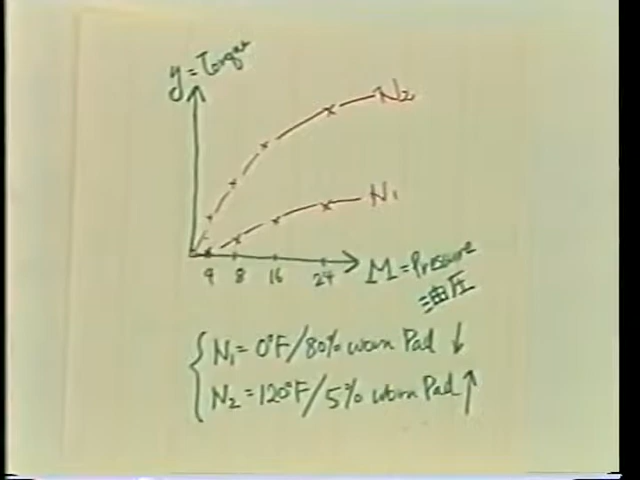 y = Torque
N2
N1
9 8 16 24
M = Pressure
油圧
N1 = 0°F/80% worn Pad ↓
N2 = 120°F/5% worn Pad ↑